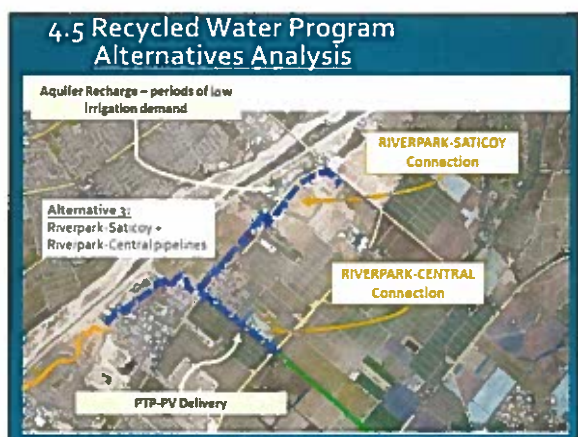 4.5 Recycled Water Program
Alternatives Analysis
Aquifer Recharge – periods of low
irrigation demand
RIVERPARK-SATICOY
Connection
Alternative 3:
Riverpark-Saticoy +
Riverpark-Central pipelines
RIVERPARK-CENTRAL
Connection
PTP-PV Delivery